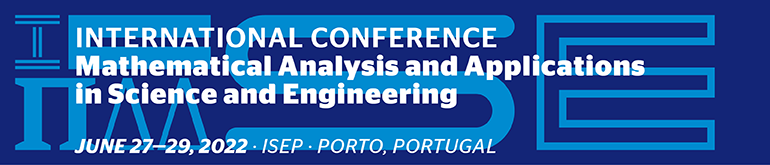 INTERNATIONAL CONFERENCE
Mathematical Analysis and Applications
in Science and Engineering
JUNE 27–29, 2022 · ISEP · PORTO, PORTUGAL